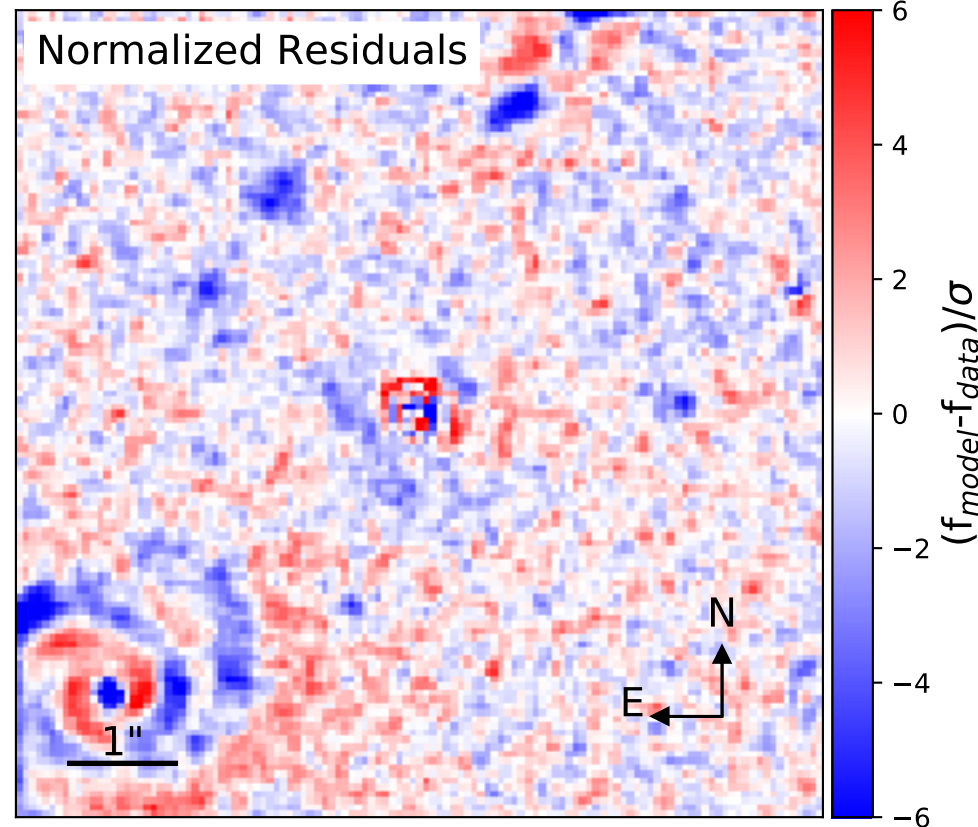 Normalized Residuals
6
4
2
0
−2
−4
−6
(f_model-f_data)/σ
N
E
1"